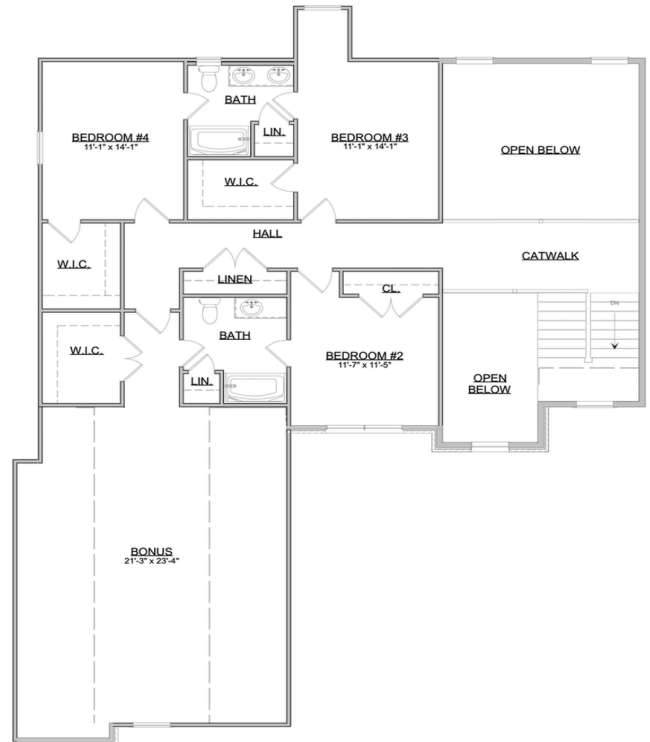 BATH
BEDROOM #4
11'-1" x 14'-1"
LIN.
BEDROOM #3
11'-1" x 14'-1"
OPEN BELOW
W.I.C.
HALL
CATWALK
W.I.C.
LINEN
CL.
DN
BATH
W.I.C.
BEDROOM #2
11'-7" x 11'-5"
LIN.
OPEN
BELOW
BONUS
21'-3" x 23'-4"